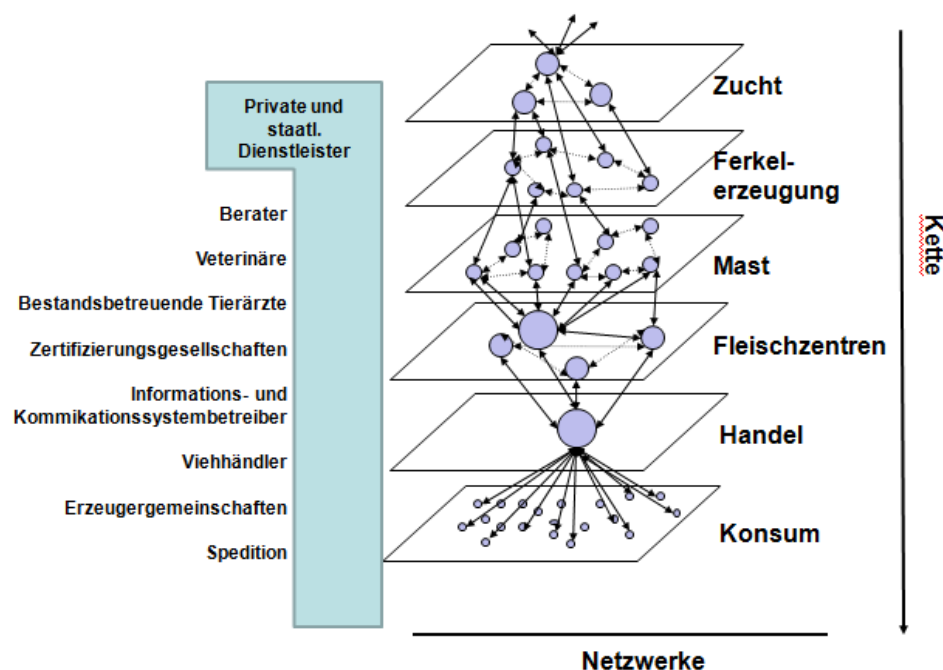 Private und
staatl.
Dienstleister
Berater
Veterinäre
Bestandsbetreuende Tierärzte
Zertifizierungsgesellschaften
Informations- und
Kommikationssystembetreiber
Viehhändler
Erzeugergemeinschaften
Spedition
Zucht
Ferkel-
erzeugung
Mast
Fleischzentren
Handel
Konsum
Kette
Netzwerke